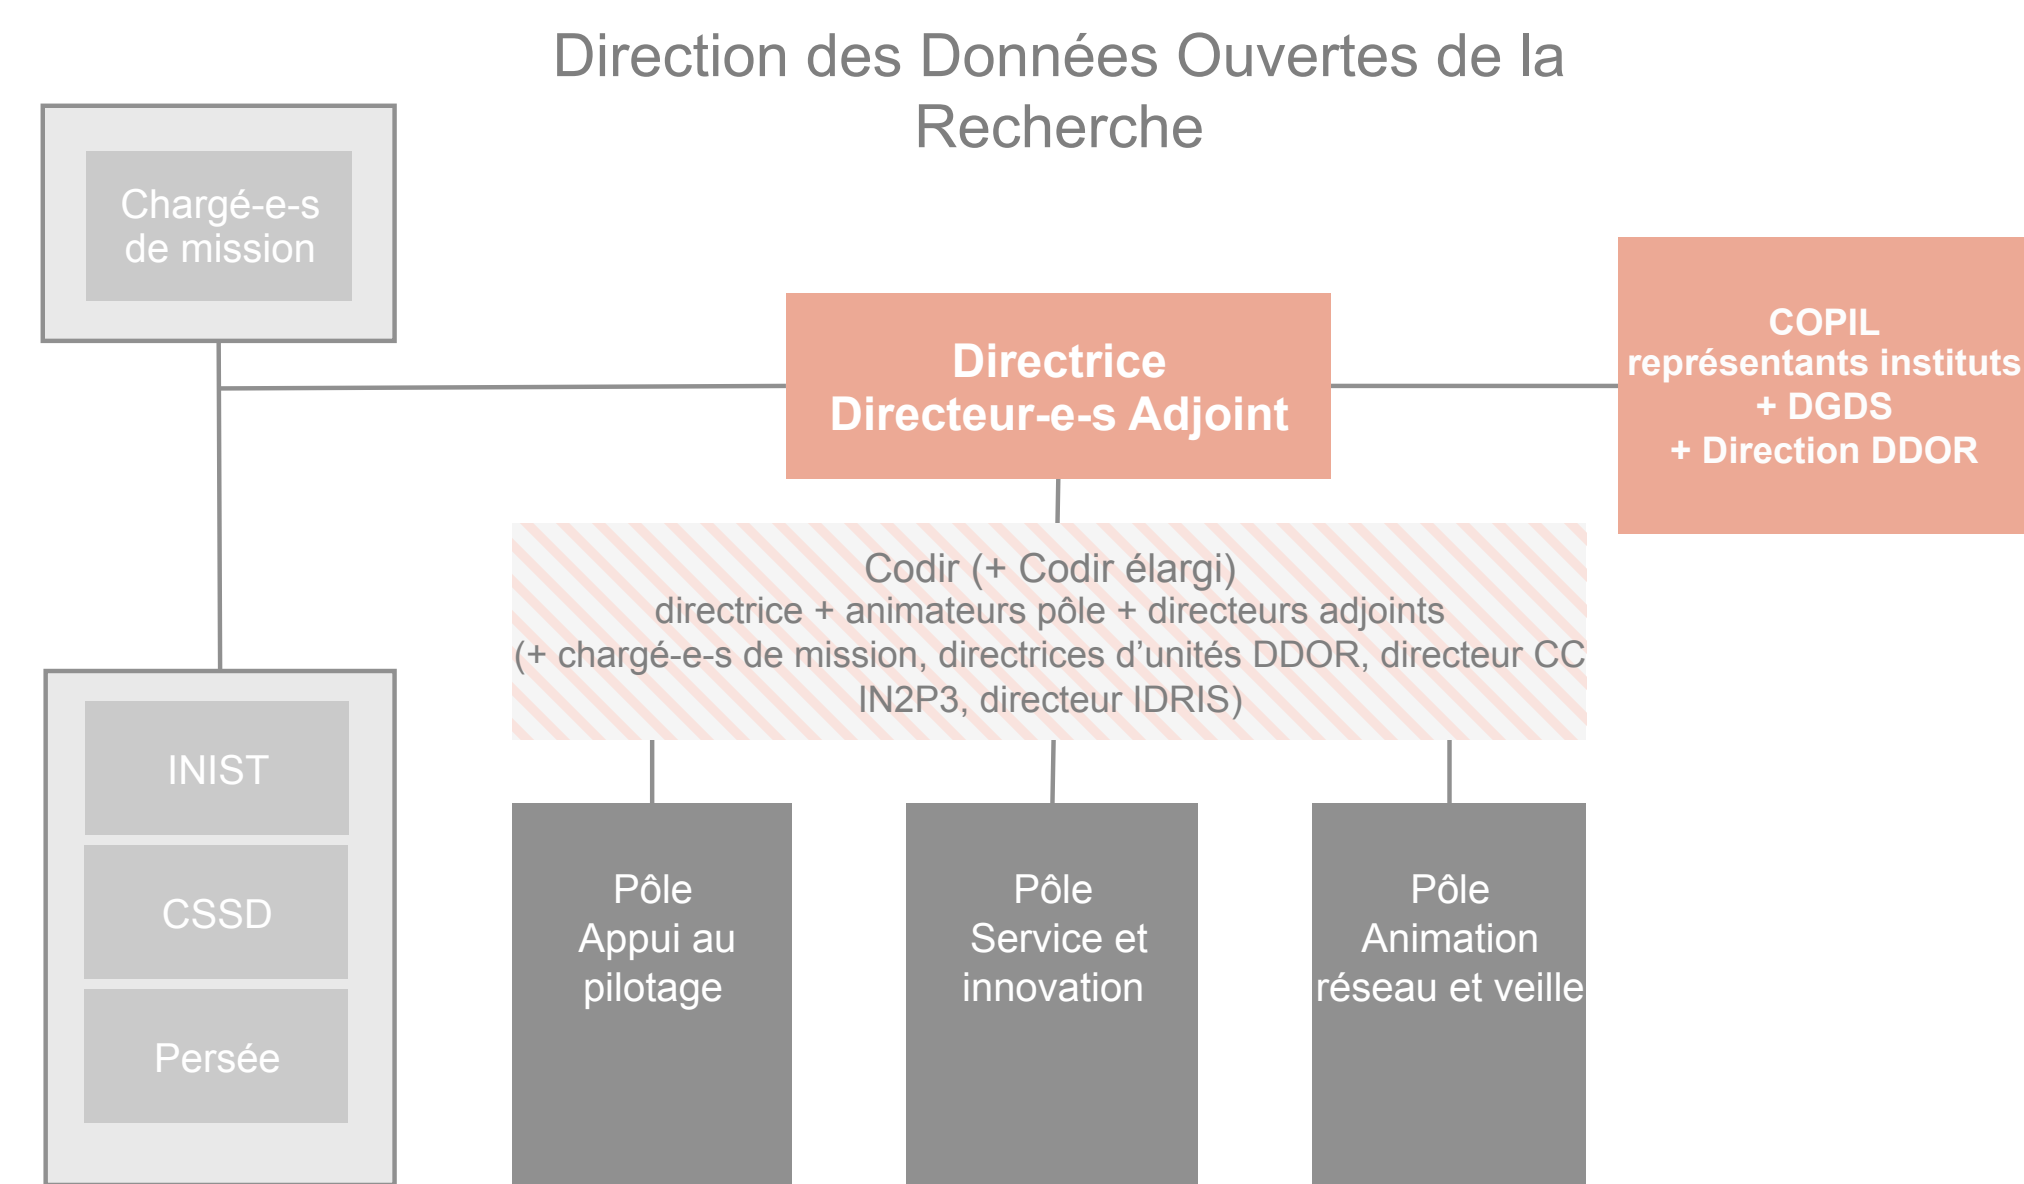 Direction des Données Ouvertes de la
Recherche
Chargé-e-s
de mission
Directrice
Directeur-e-s Adjoint
COPIL
représentants instituts
+ DGDS
+ Direction DDOR
Codir (+ Codir élargi)
directrice + animateurs pôle + directeurs adjoints
(+ chargé-e-s de mission, directrices d’unités DDOR, directeur CC
IN2P3, directeur IDRIS)
INIST
CSSD
Persée
Pôle
Appui au
pilotage
Pôle
Service et
innovation
Pôle
Animation
réseau et veille